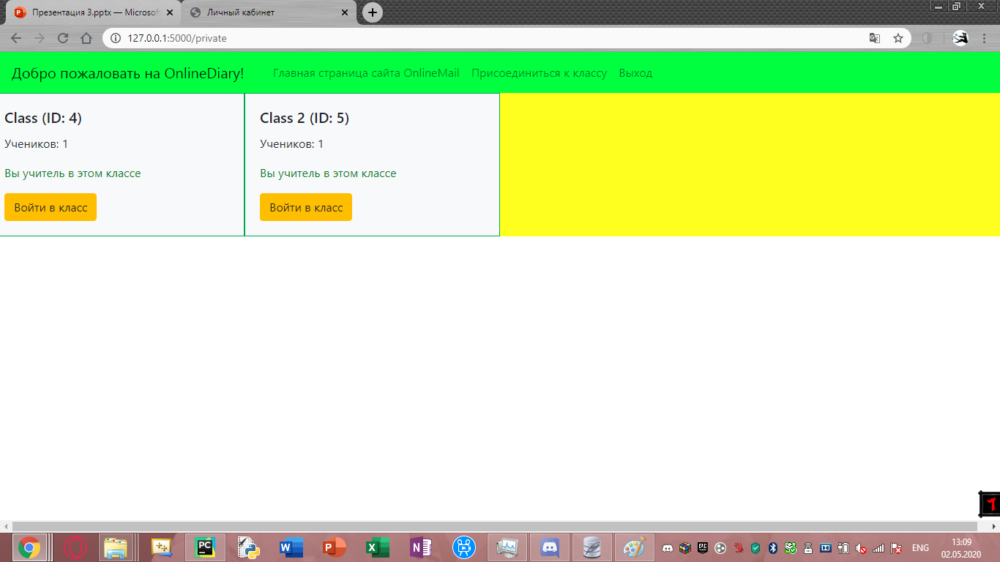 Презентация 3.pptx — Microsof
Личный кабинет
127.0.0.1:5000/private
Добро пожаловать на OnlineDiary!
Главная страница сайта OnlineMail
Присоединиться к классу
Выход
Class (ID: 4)
Class 2 (ID: 5)
Учеников: 1
Учеников: 1
Вы учитель в этом классе
Вы учитель в этом классе
Войти в класс
Войти в класс
ENG
13:09
02.05.2020